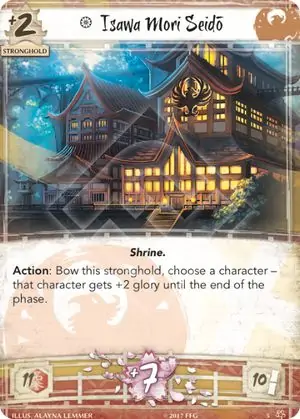 +2
Isawa Mori Seidō
STRONGHOLD
Shrine.
Action: Bow this stronghold, choose a character –
that character gets +2 glory until the end of the
phase.
11
+7
10
ILLUS: ALAYNA LEMMER
© 2017 FFG
5